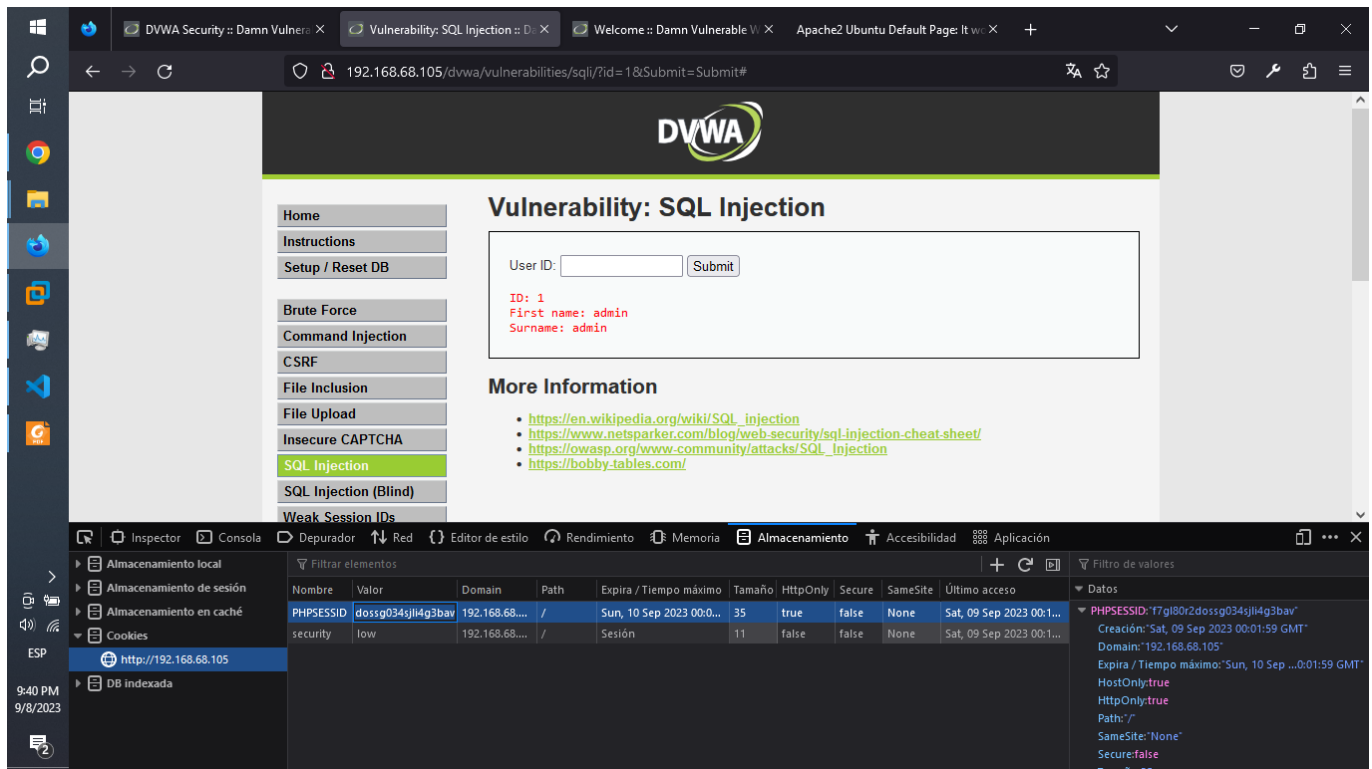 DVWA Security :: Damn Vulnera
Vulnerability: SQL Injection :: Da
Welcome :: Damn Vulnerable W
Apache2 Ubuntu Default Page: It wo
192.168.68.105/dvwa/vulnerabilities/sqli/?id=1&Submit=Submit#
DVWA
Home
Instructions
Setup / Reset DB
Brute Force
Command Injection
CSRF
File Inclusion
File Upload
Insecure CAPTCHA
SQL Injection
SQL Injection (Blind)
Weak Session IDs
Vulnerability: SQL Injection
User ID: Submit
ID: 1
First name: admin
Surname: admin
More Information
https://en.wikipedia.org/wiki/SQL_injection
https://www.netsparker.com/blog/web-security/sql-injection-cheat-sheet/
https://owasp.org/www-community/attacks/SQL_Injection
https://bobby-tables.com/
Inspector Consola Depurador Red Editor de estilo Rendimiento Memoria Almacenamiento Accesibilidad Aplicación
Almacenamiento local
Almacenamiento de sesión
Almacenamiento en caché
Cookies
http://192.168.68.105
DB indexada
Filtrar elementos
Nombre Valor Domain Path Expira / Tiempo máximo Tamaño HttpOnly Secure SameSite Último acceso
PHPSESSID dossg034sjli4g3bav 192.168.68.... / Sun, 10 Sep 2023 00:0... 35 true false None Sat, 09 Sep 2023 00:1...
security low 192.168.68.... / Sesión 11 false false None Sat, 09 Sep 2023 00:1...
Filtro de valores
Datos
PHPSESSID:"f7gl80r2dossg034sjli4g3bav"
Creación:"Sat, 09 Sep 2023 00:01:59 GMT"
Domain:"192.168.68.105"
Expira / Tiempo máximo:"Sun, 10 Sep ...0:01:59 GMT"
HostOnly:true
HttpOnly:true
Path:"/"
SameSite:"None"
Secure:false
ESP
9:40 PM
9/8/2023
2